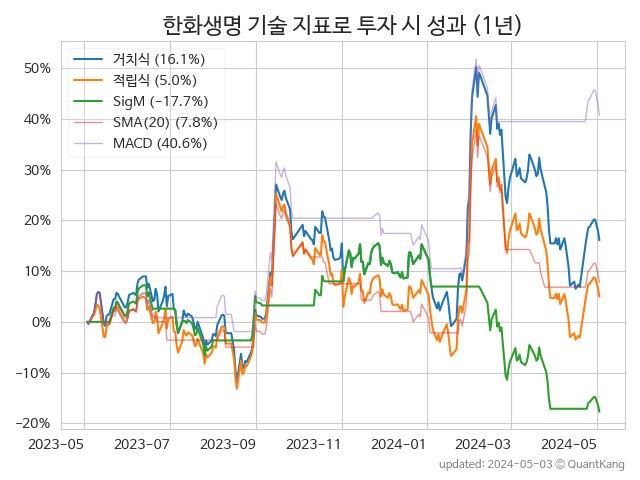 한화생명 기술 지표로 투자 시 성과 (1년)
거치식 (16.1%)
적립식 (5.0%)
SigM (-17.7%)
SMA(20) (7.8%)
MACD (40.6%)
50%
40%
30%
20%
10%
0%
-10%
-20%
2023-05 2023-07 2023-09 2023-11 2024-01 2024-03 2024-05
updated: 2024-05-03 ⓒ QuantKang